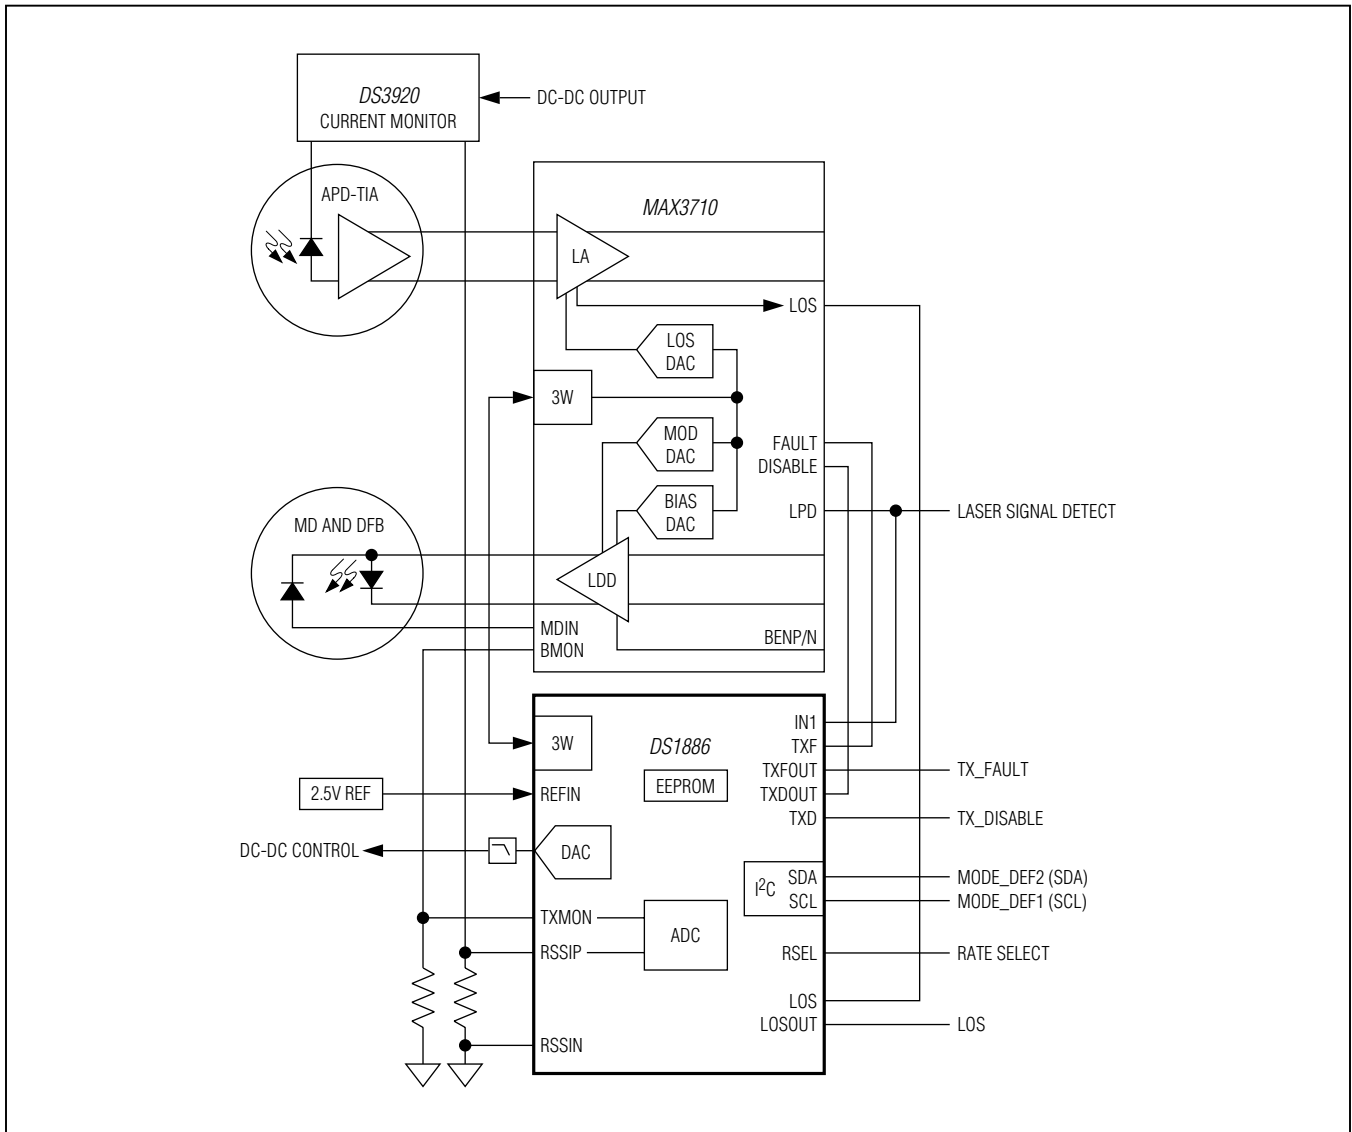 DS3920
CURRENT MONITOR
DC-DC OUTPUT
APD-TIA
MAX3710
LA
LOS
LOS
DAC
3W
MOD
DAC
FAULT
DISABLE
BIAS
DAC
LPD
LASER SIGNAL DETECT
MD AND DFB
LDD
MDIN
BMON
BENP/N
3W
DS1886
IN1
TXF
EEPROM
TXFOUT
TX_FAULT
2.5V REF
REFIN
TXDOUT
TXD
TX_DISABLE
DC-DC CONTROL
DAC
I²C
SDA
MODE_DEF2 (SDA)
SCL
MODE_DEF1 (SCL)
TXMON
ADC
RSSIP
RSEL
RATE SELECT
LOS
LOSOUT
LOS
RSSIN